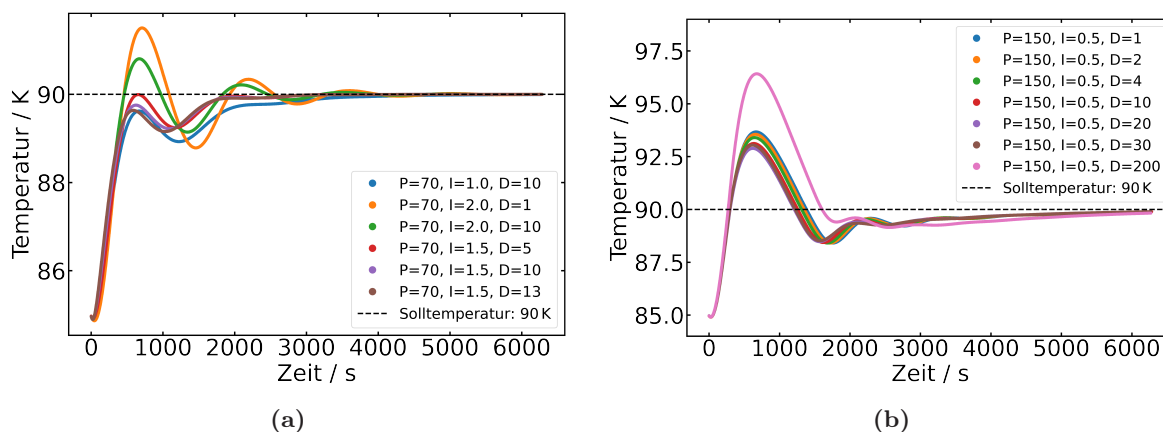 90
88
86
Temperatur / K
P=70, I=1.0, D=10
P=70, I=2.0, D=1
P=70, I=2.0, D=10
P=70, I=1.5, D=5
P=70, I=1.5, D=10
P=70, I=1.5, D=13
Solltemperatur: 90 K
0 1000 2000 3000 4000 5000 6000
Zeit / s
(a)
97.5
95.0
92.5
90.0
87.5
85.0
Temperatur / K
P=150, I=0.5, D=1
P=150, I=0.5, D=2
P=150, I=0.5, D=4
P=150, I=0.5, D=10
P=150, I=0.5, D=20
P=150, I=0.5, D=30
P=150, I=0.5, D=200
Solltemperatur: 90 K
0 1000 2000 3000 4000 5000 6000
Zeit / s
(b)